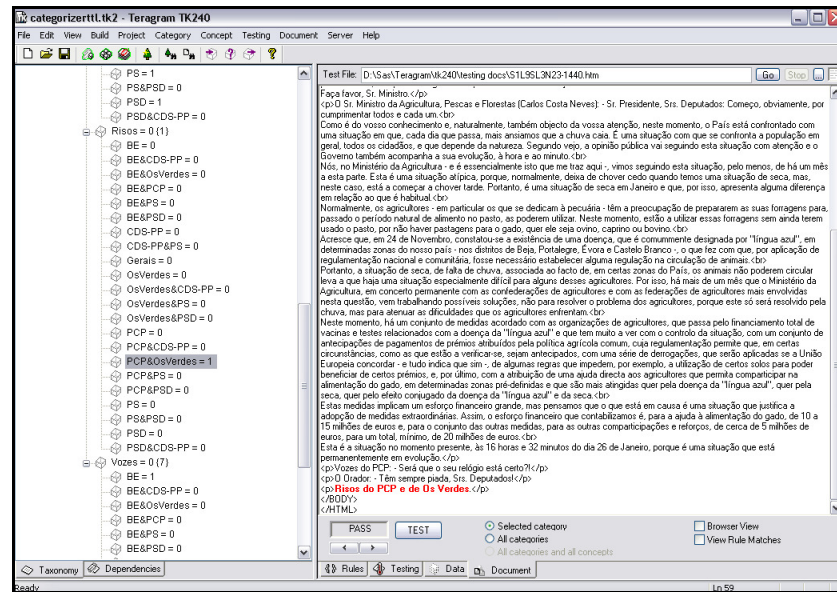 categorizerttl.tk2 - Teragram TK240
File Edit View Build Project Category Concept Testing Document Server Help
PS = 1
PS&PSD = 0
PSD = 1
PSD&CDS-PP = 0
Risos = 0 {1}
BE = 0
BE&CDS-PP = 0
BE&OsVerdes = 0
BE&PCP = 0
BE&PS = 0
BE&PSD = 0
CDS-PP = 0
CDS-PP&PS = 0
Gerais = 0
OsVerdes = 0
OsVerdes&CDS-PP = 0
OsVerdes&PS = 0
OsVerdes&PSD = 0
PCP = 0
PCP&CDS-PP = 0
PCP&OsVerdes = 1
PCP&PS = 0
PCP&PSD = 0
PS = 0
PS&PSD = 0
PSD = 0
PSD&CDS-PP = 0
Vozes = 0 {7}
BE = 1
BE&CDS-PP = 0
BE&OsVerdes = 0
BE&PCP = 0
BE&PS = 0
BE&PSD = 0
Taxonomy Dependencies
Test File: D:\Sas\Teragram\tk240\testing docs\S1L9SL3N23-1440.htm Go Stop ...
Faça favor, Sr. Ministro.</p>
<p>O Sr. Ministro da Agricultura, Pescas e Florestas (Carlos Costa Neves): - Sr. Presidente, Srs. Deputados: Começo, obviamente, por
cumprimentar todos e cada um.<br>
Como é do vosso conhecimento e, naturalmente, também objecto da vossa atenção, neste momento, o País está confrontado com
uma situação em que, cada dia que passa, mais ansiamos que a chuva caia. É uma situação com que se confronta a população em
geral, todos os cidadãos, e que depende da natureza. Segundo vejo, a opinião pública vai seguindo esta situação com atenção e o
Governo também acompanha a sua evolução, à hora e ao minuto.<br>
Nós, no Ministério da Agricultura - e é essencialmente isto que me traz aqui -, vimos seguindo esta situação, pelo menos, de há um mês
a esta parte. Esta é uma situação atípica, porque, normalmente, deixa de chover cedo quando temos uma situação de seca, mas,
neste caso, está a começar a chover tarde. Portanto, é uma situação de seca em Janeiro e que, por isso, apresenta alguma diferença
em relação ao que é habitual.<br>
Normalmente, os agricultores - em particular os que se dedicam à pecuária - têm a preocupação de prepararem as suas forragens para,
passado o período natural de alimento no pasto, as poderem utilizar. Neste momento, estão a utilizar essas forragens sem ainda terem
usado o pasto, por não haver pastagens para o gado, quer ele seja ovino, caprino ou bovino.<br>
Acresce que, em 24 de Novembro, constatou-se a existência de uma doença, que é comummente designada por "língua azul", em
determinadas zonas do nosso país - nos distritos de Beja, Portalegre, Évora e Castelo Branco -, o que fez com que, por aplicação de
regulamentação nacional e comunitária, fosse necessário estabelecer alguma regulação na circulação de animais.<br>
Portanto, a situação de seca, de falta de chuva, associada ao facto de, em certas zonas do País, os animais não poderem circular
leva a que haja uma situação especialmente difícil para alguns desses agricultores. Por isso, há mais de um mês que o Ministério da
Agricultura, em concerto permanente com as confederações de agricultores e com as federações de agricultores mais envolvidas
nesta questão, vem trabalhando possíveis soluções, não para resolver o problema dos agricultores, porque este só será resolvido pela
chuva, mas para atenuar as dificuldades que os agricultores enfrentam.<br>
Neste momento, há um conjunto de medidas acordado com as organizações de agricultores, que passa pelo financiamento total de
vacinas e testes relacionados com a doença da "língua azul" e que tem muito a ver com o controlo da situação, com um conjunto de
antecipações de pagamentos de prémios atribuídos pela política agrícola comum, cuja regulamentação permite que, em certas
circunstâncias, como as que estão a verificar-se, sejam antecipados, com uma série de derrogações, que serão aplicadas se a União
Europeia concordar - e tudo indica que sim -, de algumas regras que impedem, por exemplo, a utilização de certos solos para poder
beneficiar de certos prémios, e, por último, com a atribuição de uma ajuda directa aos agricultores que permita comparticipar na
alimentação do gado, em determinadas zonas pré-definidas e que são mais atingidas quer pela doença da "língua azul", quer pela
seca, quer pelo efeito conjugado da doença da "língua azul" e da seca.<br>
Estas medidas implicam um esforço financeiro grande, mas pensamos que o que está em causa é uma situação que justifica a
adopção de medidas extraordinárias. Assim, o esforço financeiro que contabilizamos é, para a ajuda à alimentação do gado, de 10 a
15 milhões de euros e, para o conjunto das outras medidas, para as outras comparticipações e reforços, de cerca de 5 milhões de
euros, para um total, mínimo, de 20 milhões de euros.<br>
Esta é a situação no momento presente, às 16 horas e 32 minutos do dia 26 de Janeiro, porque é uma situação que está
permanentemente em evolução.</p>
<p>Vozes do PCP: - Será que o seu relógio está certo?!</p>
<p>O Orador: - Têm sempre piada, Srs. Deputados!</p>
<p>Risos do PCP e de Os Verdes.</p>
</BODY>
</HTML>
PASS TEST
Selected category
All categories
All categories and all concepts
Browser View
View Rule Matches
Rules Testing Data Document
Ready Ln 59